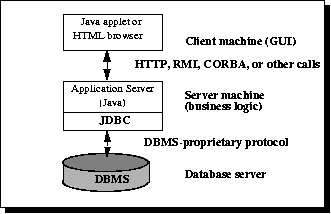 Java applet or
HTML browser
Client machine (GUI)
HTTP, RMI, CORBA, or other calls
Application Server
(Java)
JDBC
Server machine
(business logic)
DBMS-proprietary protocol
DBMS
Database server